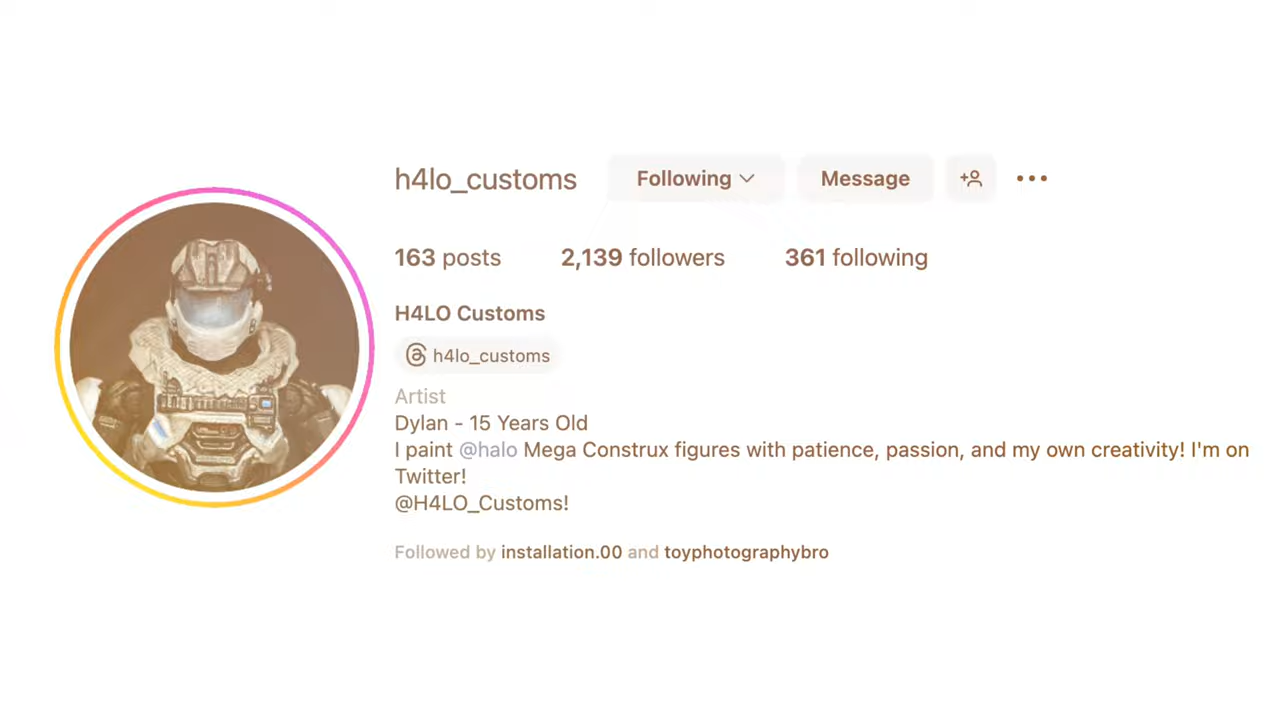 h4lo_customs Following Message
163 posts 2,139 followers 361 following
H4LO Customs
h4lo_customs
Artist
Dylan - 15 Years Old
I paint @halo Mega Construx figures with patience, passion, and my own creativity! I'm on
Twitter!
@H4LO_Customs!
Followed by installation.00 and toyphotographybro